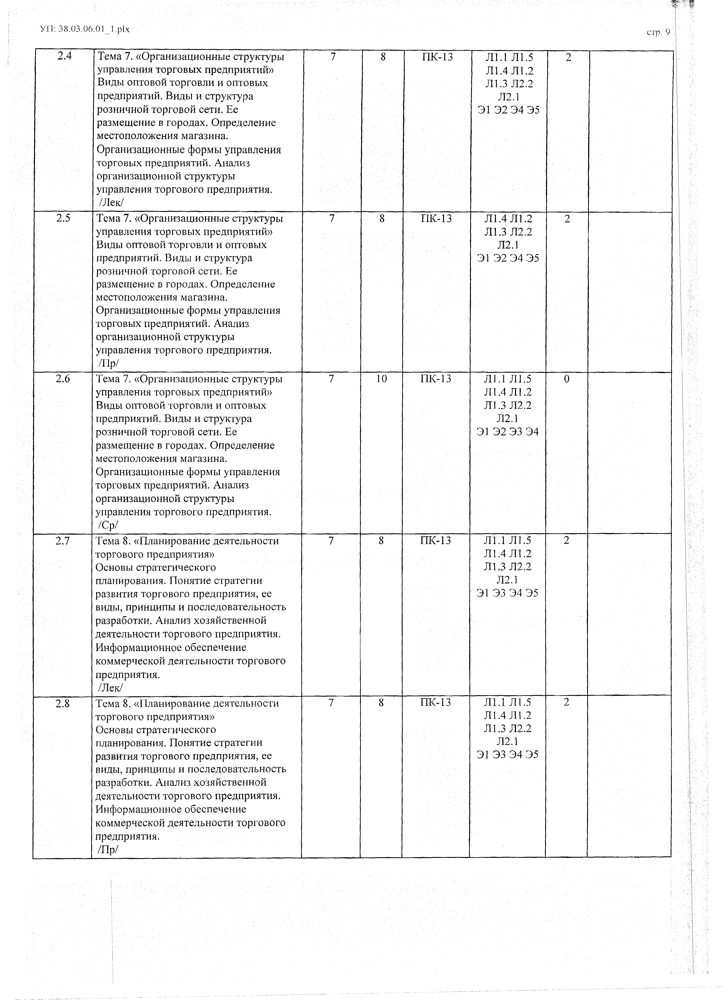 УП: 38.03.06.01_1.plx
стр. 9
2.4
Тема 7. «Организационные структуры
управления торговых предприятий»
Виды оптовой торговли и оптовых
предприятий. Виды и структура
розничной торговой сети. Ее
размещение в городах. Определение
местоположения магазина.
Организационные формы управления
торговых предприятий. Анализ
организационной структуры
управления торгового предприятия.
/Лек/
7
8
ПК-13
Л1.1 Л1.5
Л1.4 Л1.2
Л1.3 Л2.2
Л2.1
Э1 Э2 Э4 Э5
2
2.5
Тема 7. «Организационные структуры
управления торговых предприятий»
Виды оптовой торговли и оптовых
предприятий. Виды и структура
розничной торговой сети. Ее
размещение в городах. Определение
местоположения магазина.
Организационные формы управления
торговых предприятий. Анализ
организационной структуры
управления торгового предприятия.
/Пр/
7
8
ПК-13
Л1.4 Л1.2
Л1.3 Л2.2
Л2.1
Э1 Э2 Э4 Э5
2
2.6
Тема 7. «Организационные структуры
управления торговых предприятий»
Виды оптовой торговли и оптовых
предприятий. Виды и структура
розничной торговой сети. Ее
размещение в городах. Определение
местоположения магазина.
Организационные формы управления
торговых предприятий. Анализ
организационной структуры
управления торгового предприятия.
/Ср/
7
10
ПК-13
Л1.1 Л1.5
Л1.4 Л1.2
Л1.3 Л2.2
Л2.1
Э1 Э2 Э3 Э4
0
2.7
Тема 8. «Планирование деятельности
торгового предприятия»
Основы стратегического
планирования. Понятие стратегии
развития торгового предприятия, ее
виды, принципы и последовательность
разработки. Анализ хозяйственной
деятельности торгового предприятия.
Информационное обеспечение
коммерческой деятельности торгового
предприятия.
/Лек/
7
8
ПК-13
Л1.1 Л1.5
Л1.4 Л1.2
Л1.3 Л2.2
Л2.1
Э1 Э3 Э4 Э5
2
2.8
Тема 8. «Планирование деятельности
торгового предприятия»
Основы стратегического
планирования. Понятие стратегии
развития торгового предприятия, ее
виды, принципы и последовательность
разработки. Анализ хозяйственной
деятельности торгового предприятия.
Информационное обеспечение
коммерческой деятельности торгового
предприятия.
/Пр/
7
8
ПК-13
Л1.1 Л1.5
Л1.4 Л1.2
Л1.3 Л2.2
Л2.1
Э1 Э3 Э4 Э5
2